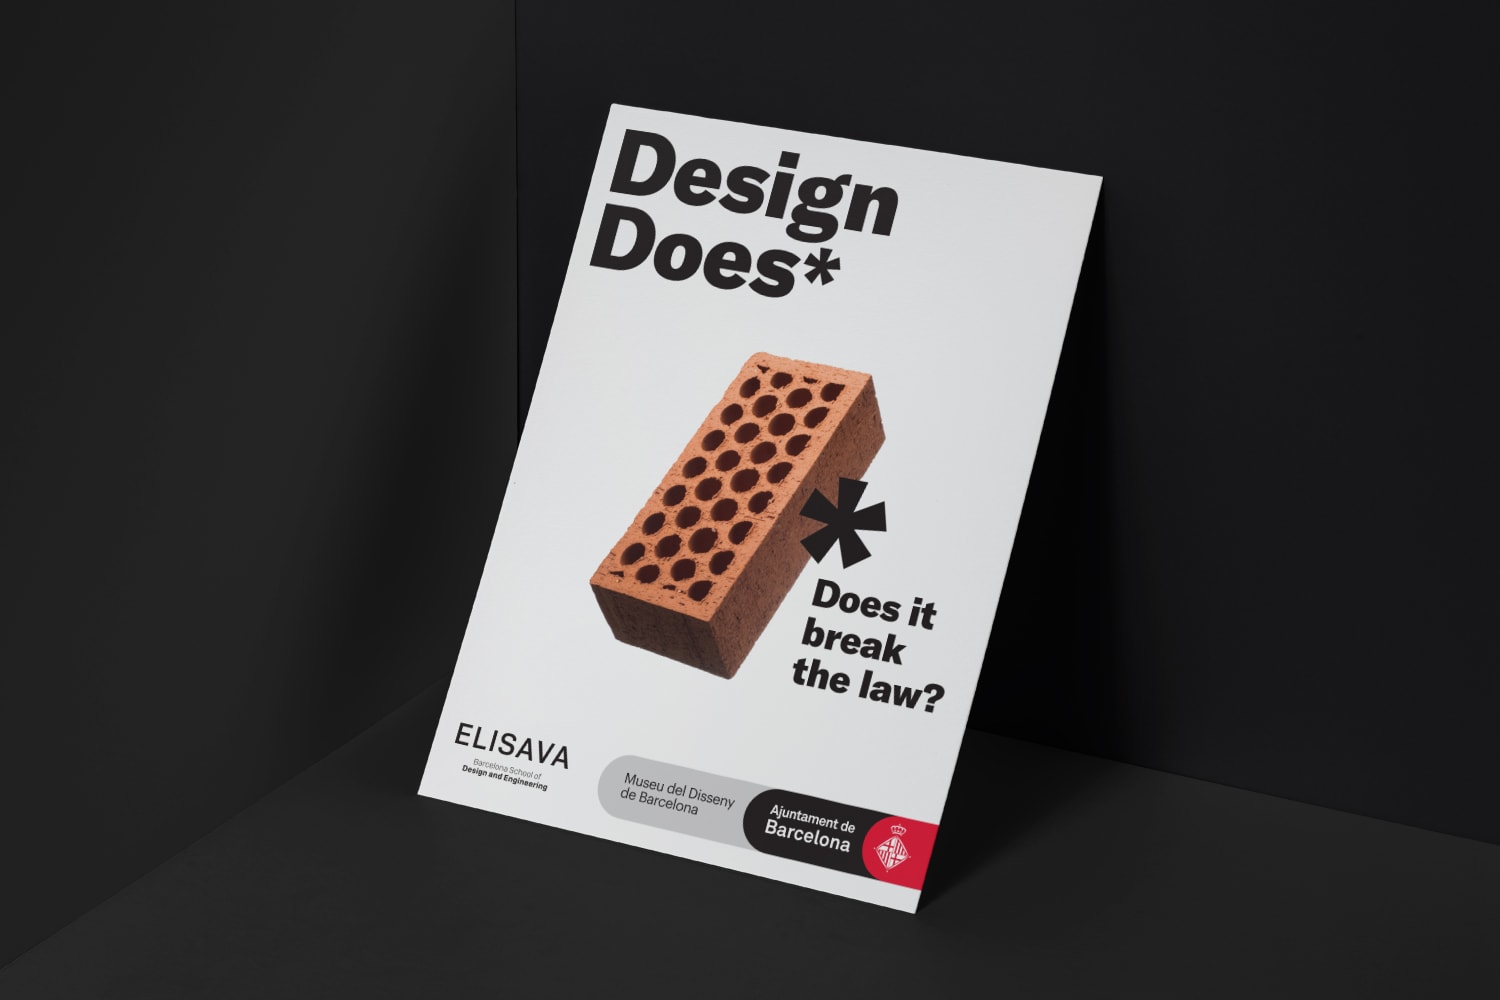 Design
Does*
*
Does it
break
the law?
ELISAVA
Barcelona School of
Design and Engineering
Museu del Disseny
de Barcelona
Ajuntament de
Barcelona